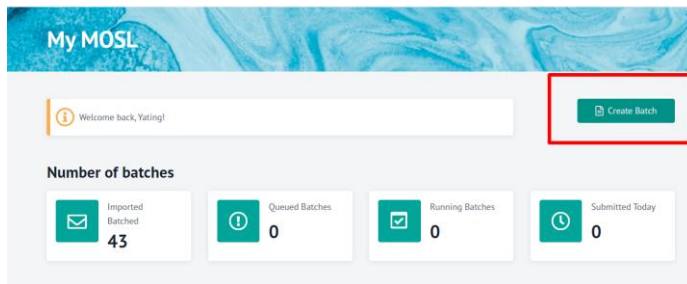 My MOSL
Welcome back, Yating!
Create Batch
Number of batches
Imported
Batched
43
Queued Batches
0
Running Batches
0
Submitted Today
0